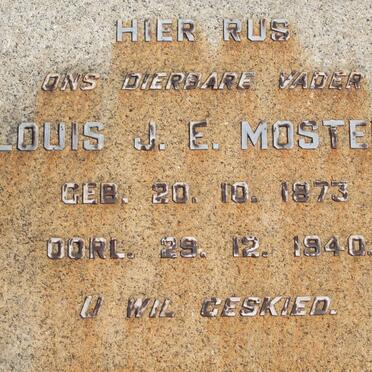 HIER RUS
ONS DIERBARE VADER
LOUIS J. E. MOSTE
GEB. 20. 10. 1873
OORL. 29. 12. 1940.
U WIL GESKIED.